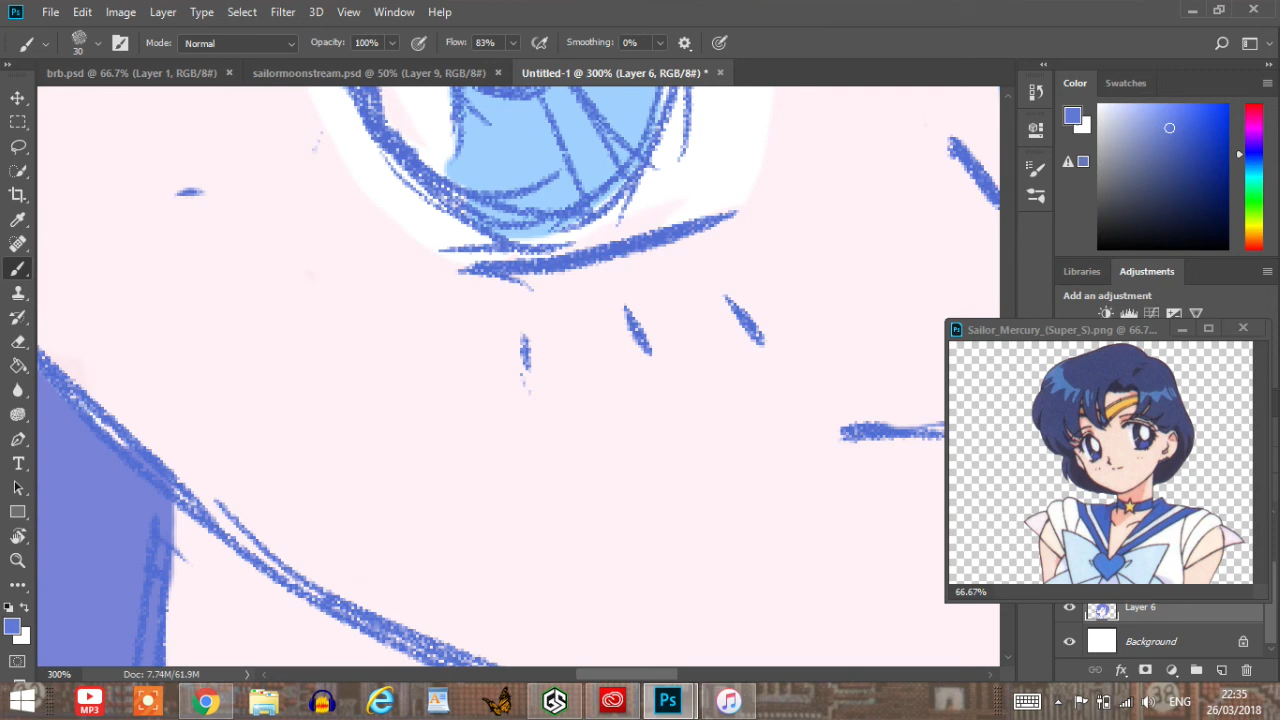 Ps File Edit Image Layer Type Select Filter 3D View Window Help
30 Mode: Normal Opacity: 100% Flow: 83% Smoothing: 0%
brb.psd @ 66.7% (Layer 1, RGB/8#) sailormoonstream.psd @ 50% (Layer 9, RGB/8#) Untitled-1 @ 300% (Layer 6, RGB/8#) *
Color Swatches
Libraries Adjustments
Add an adjustment
Ps Sailor_Mercury_(Super_S).png @ 66.7...
66.67%
Layer 6
Background
300% Doc: 7.74M/61.9M
fx
MP3 Ps ENG 22:35
26/03/2018